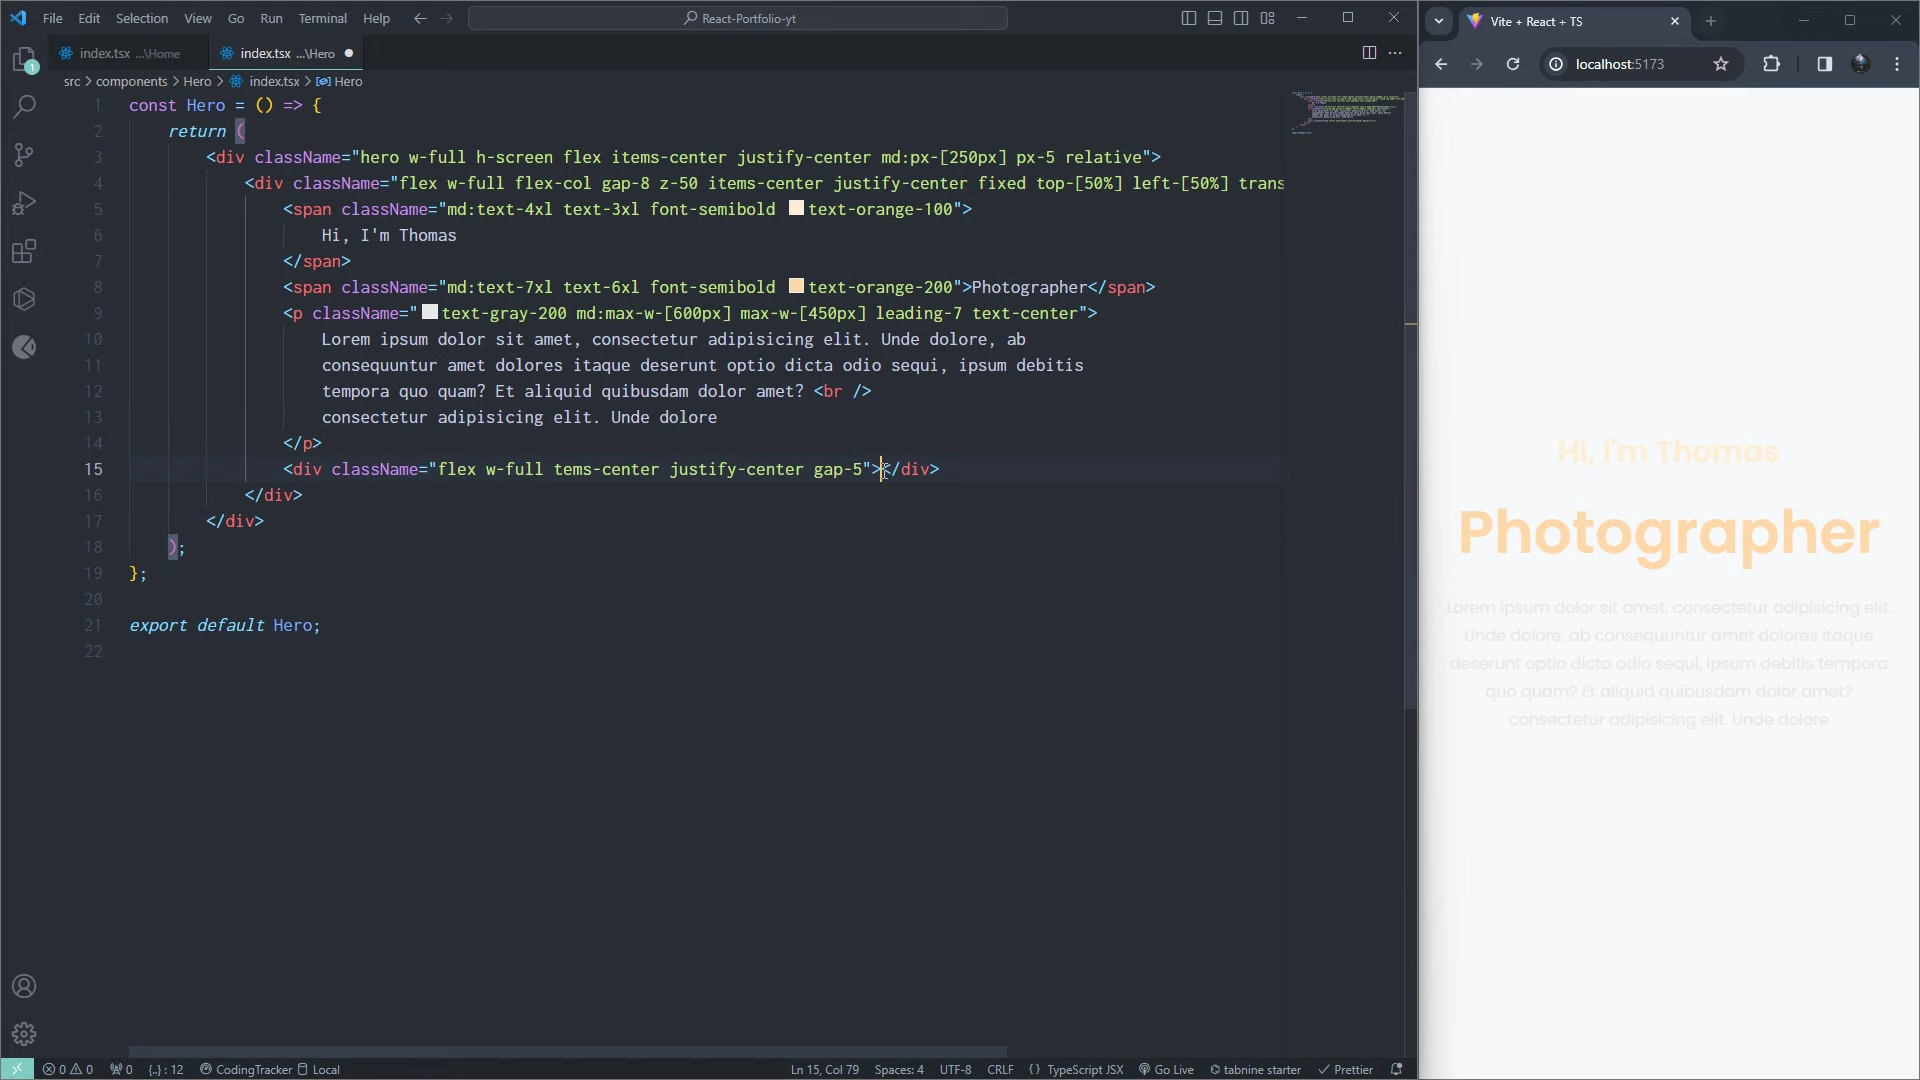 File Edit Selection View Go Run Terminal Help
React-Portfolio-yt
index.tsx ...\Home
index.tsx ...\Hero
src > components > Hero > index.tsx > Hero
1 const Hero = () => {
2 return (
3 <div className="hero w-full h-screen flex items-center justify-center md:px-[250px] px-5 relative">
4 <div className="flex w-full flex-col gap-8 z-50 items-center justify-center fixed top-[50%] left-[50%] trans
5 <span className="md:text-4xl text-3xl font-semibold text-orange-100">
6 Hi, I'm Thomas
7 </span>
8 <span className="md:text-7xl text-6xl font-semibold text-orange-200">Photographer</span>
9 <p className="text-gray-200 md:max-w-[600px] max-w-[450px] leading-7 text-center">
10 Lorem ipsum dolor sit amet, consectetur adipisicing elit. Unde dolore, ab
11 consequuntur amet dolores itaque deserunt optio dicta odio sequi, ipsum debitis
12 tempora quo quam? Et aliquid quibusdam dolor amet? <br />
13 consectetur adipisicing elit. Unde dolore
14 </p>
15 <div className="flex w-full tems-center justify-center gap-5"></div>
16 </div>
17 </div>
18 );
19 };
20
21 export default Hero;
22
1
0 0 0 {..} : 12 CodingTracker Local
Ln 15, Col 79 Spaces: 4 UTF-8 CRLF {} TypeScript JSX Go Live tabnine starter Prettier
Vite + React + TS
localhost:5173
Hi, I'm Thomas
Photographer
Lorem ipsum dolor sit amet, consectetur adipisicing elit.
Unde dolore, ab consequuntur amet dolores itaque
deserunt optio dicta odio sequi, ipsum debitis tempora
quo quam? Et aliquid quibusdam dolor amet?
consectetur adipisicing elit. Unde dolore